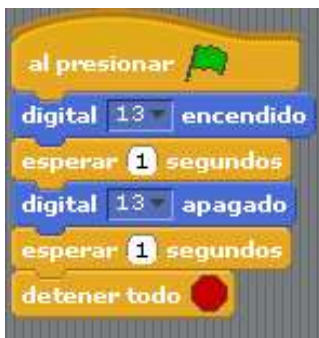 al presionar
digital 13 encendido
esperar 1 segundos
digital 13 apagado
esperar 1 segundos
detener todo